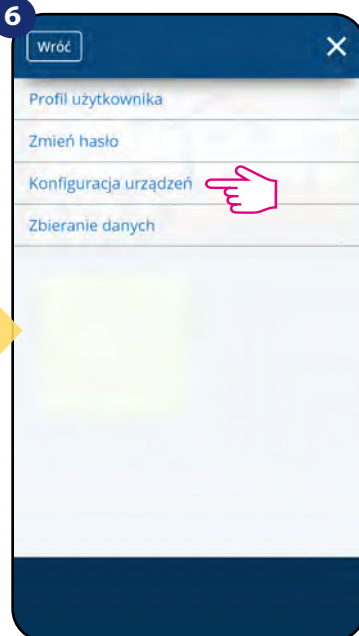 6
Wróć
Profil użytkownika
Zmień hasło
Konfiguracja urządzeń
Zbieranie danych